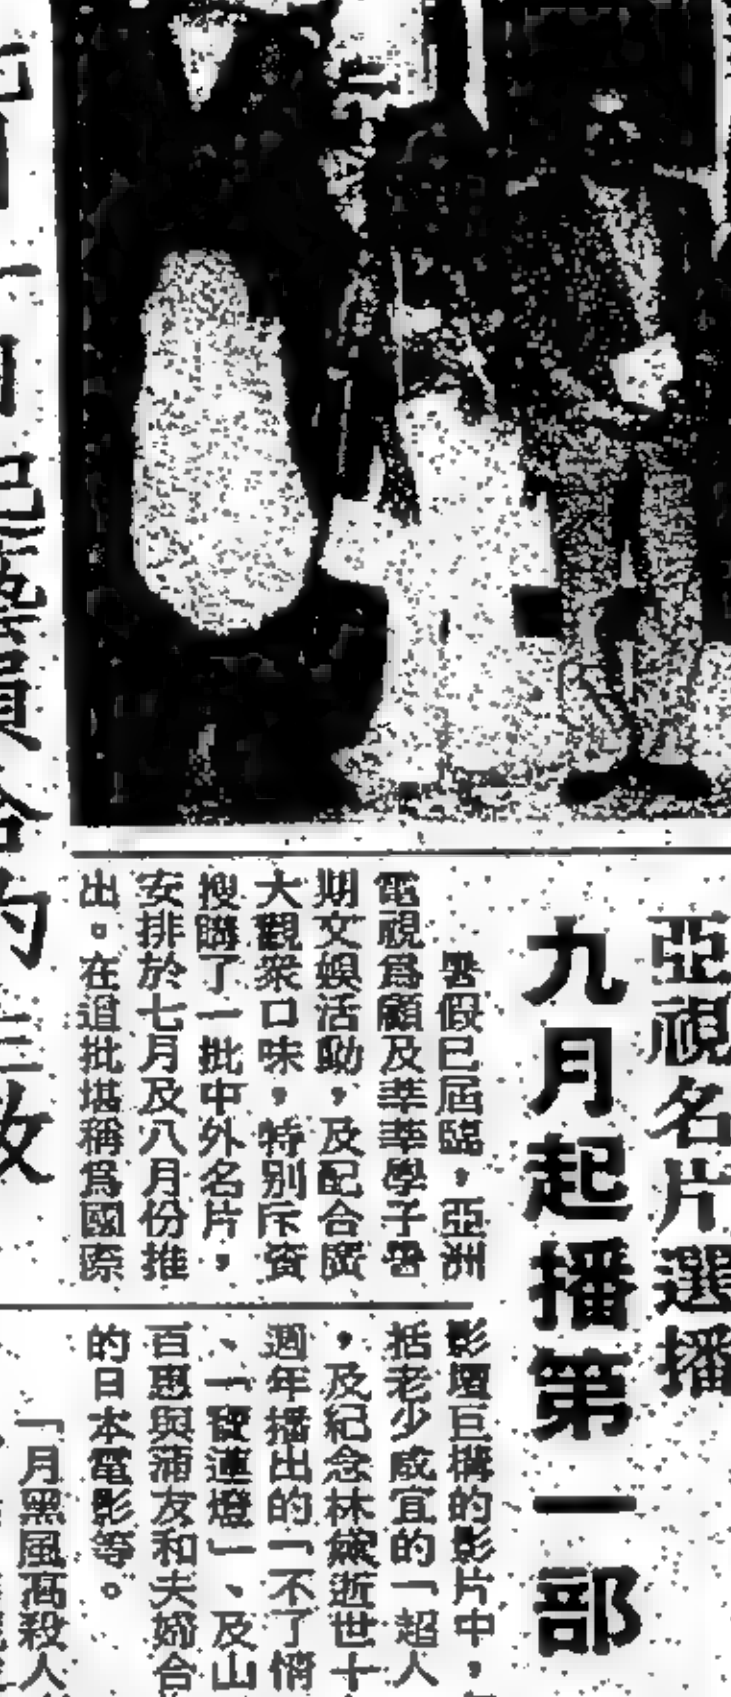 亞視名片選播
九月起播第一部
暑假已屆臨，亞洲
電視爲顧及莘莘學子暑
期文娛活動，及配合廣
大觀衆口味，特別斥資
搜購了一批中外名片，
安排於七月及八月份推
出。在這批堪稱爲國際
影壇巨構的影片中，
括老少咸宜的「超人
，及紀念林黛逝世十
週年播出的「不了情
、「寶蓮燈」、及山
百惠與浦友和夫婦合
的日本電影等。
「月黑風高殺人